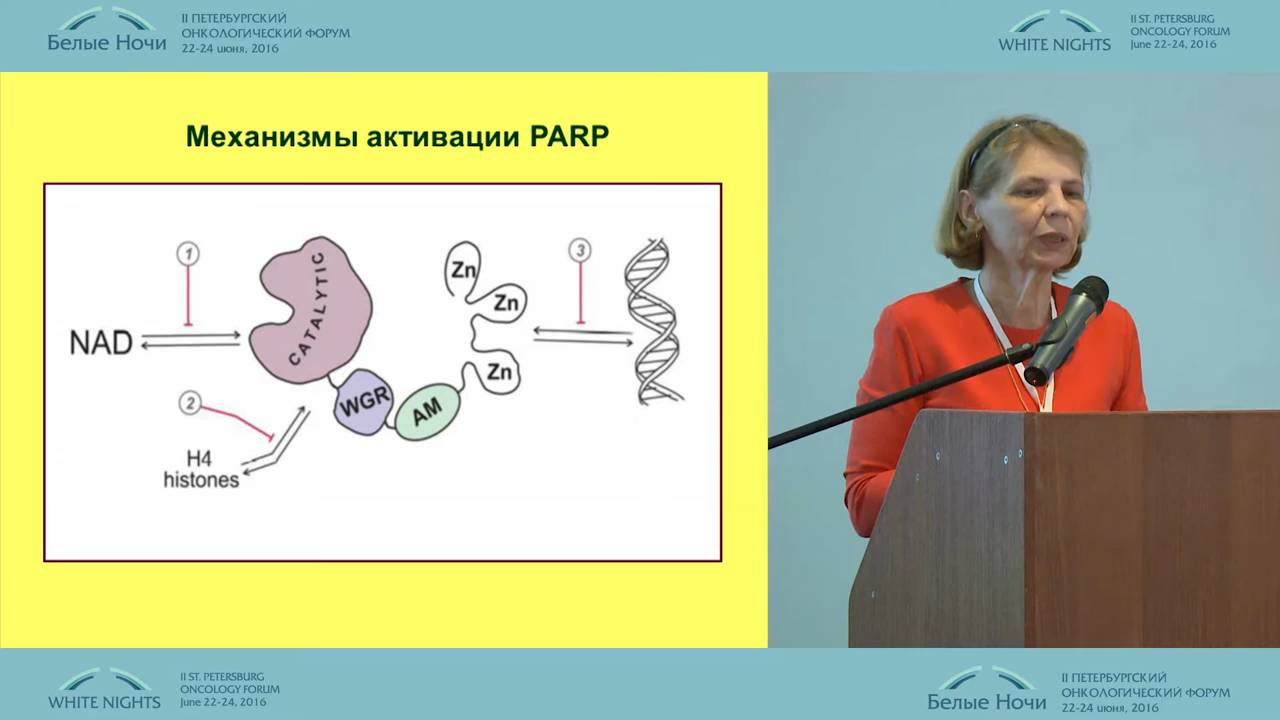 Белые Ночи
II ПЕТЕРБУРГСКИЙ
ОНКОЛОГИЧЕСКИЙ ФОРУМ
22-24 июня, 2016
WHITE NIGHTS
II ST. PETERSBURG
ONCOLOGY FORUM
June 22-24, 2016
Механизмы активации PARP
1
3
CATALYTIC
Zn
Zn
Zn
NAD
WGR
AM
2
H4
histones
WHITE NIGHTS
II ST. PETERSBURG
ONCOLOGY FORUM
June 22-24, 2016
Белые Ночи
II ПЕТЕРБУРГСКИЙ
ОНКОЛОГИЧЕСКИЙ ФОРУМ
22-24 июня, 2016